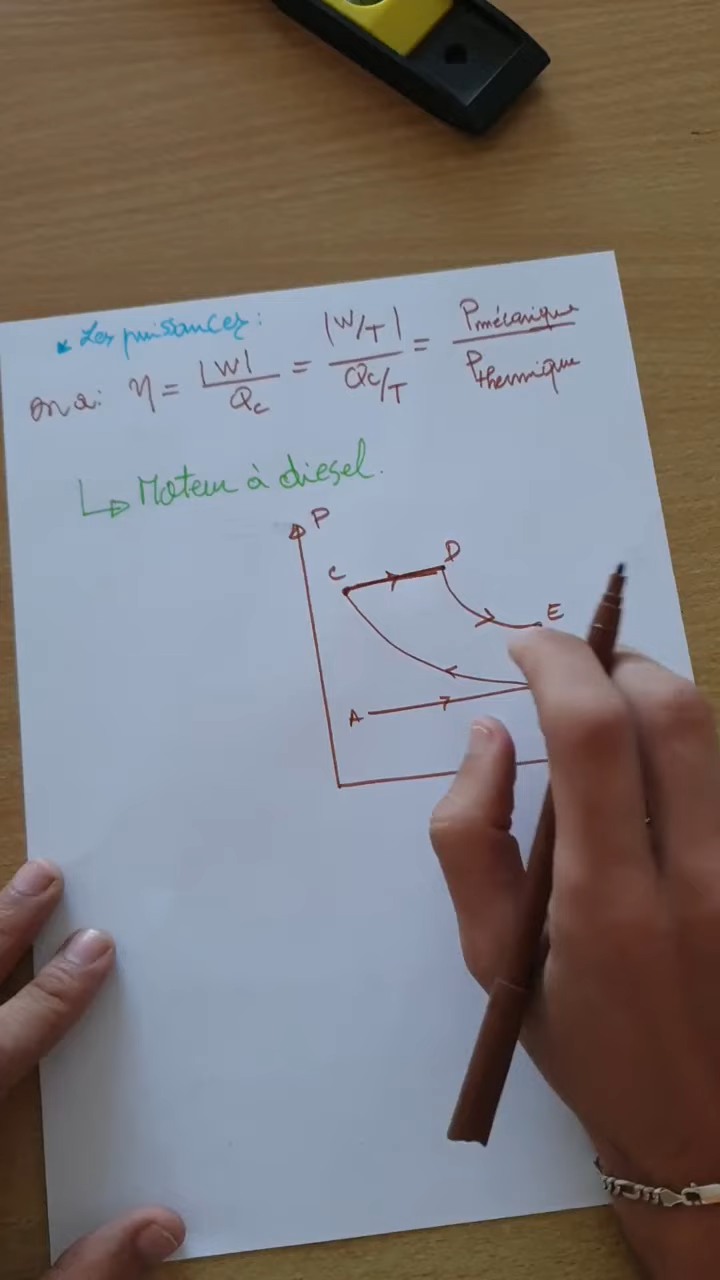 Les puissances :
on a: η = |W| / Qc = |W/T| / Qc/T = Pmécanique / Pthermique
↳ Moteur à diesel.
P
C D
E
A